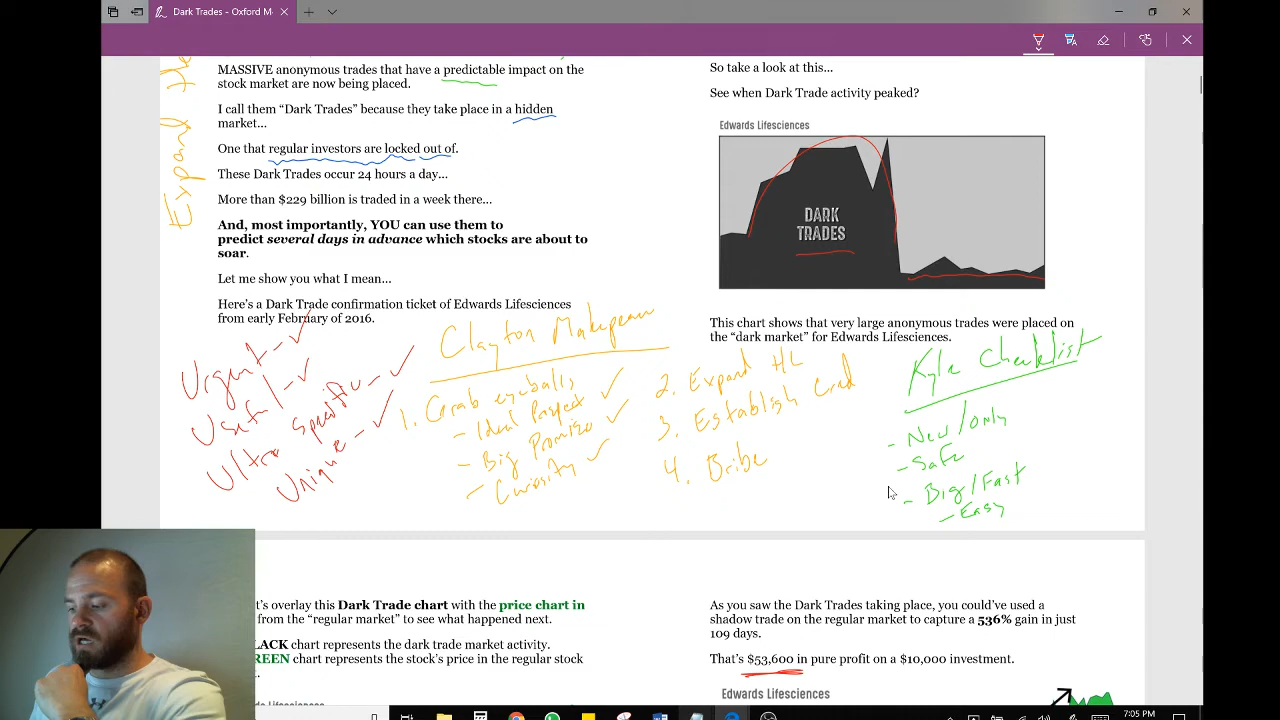 Dark Trades - Oxford M
MASSIVE anonymous trades that have a predictable impact on the
stock market are now being placed.
I call them “Dark Trades” because they take place in a hidden
market...
One that regular investors are locked out of.
These Dark Trades occur 24 hours a day...
More than $229 billion is traded in a week there...
And, most importantly, YOU can use them to
predict several days in advance which stocks are about to
soar.
Let me show you what I mean...
Here’s a Dark Trade confirmation ticket of Edwards Lifesciences
from early February of 2016.
Urgent -
Useful -
Ultra Specific -
Unique -
Clayton Makepeace
1. Grab eyeballs
- Ideal Prospect
- Big Promise
- Curiosity
2. Expand HL
3. Establish Cred
4. Bribe
So take a look at this...
See when Dark Trade activity peaked?
Edwards Lifesciences
DARK
TRADES
This chart shows that very large anonymous trades were placed on
the “dark market” for Edwards Lifesciences.
Kyle Checklist
- New/Only
- Safe
- Big/Fast
- Easy
t’s overlay this Dark Trade chart with the price chart in
from the “regular market” to see what happened next.
LACK chart represents the dark trade market activity.
REEN chart represents the stock’s price in the regular stock
As you saw the Dark Trades taking place, you could’ve used a
shadow trade on the regular market to capture a 536% gain in just
109 days.
That’s $53,600 in pure profit on a $10,000 investment.
Edwards Lifesciences
7:05 PM